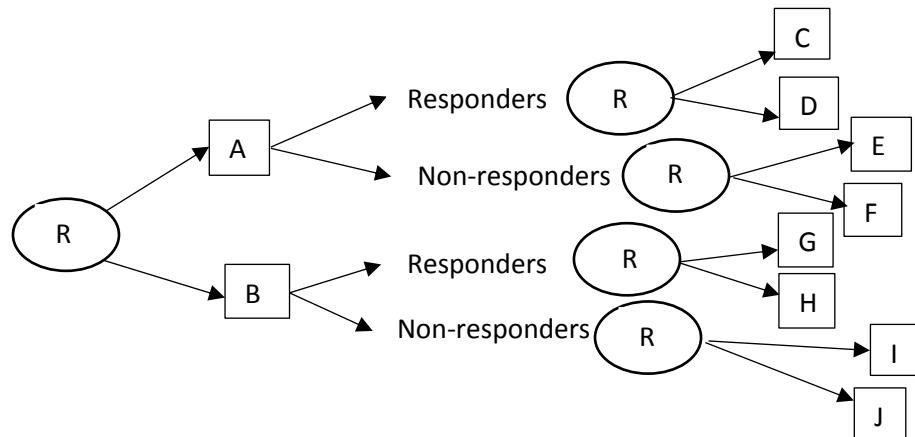 C
Responders R
D
A
E
Non-responders R
F
R
G
Responders R
B
H
Non-responders R
I
J